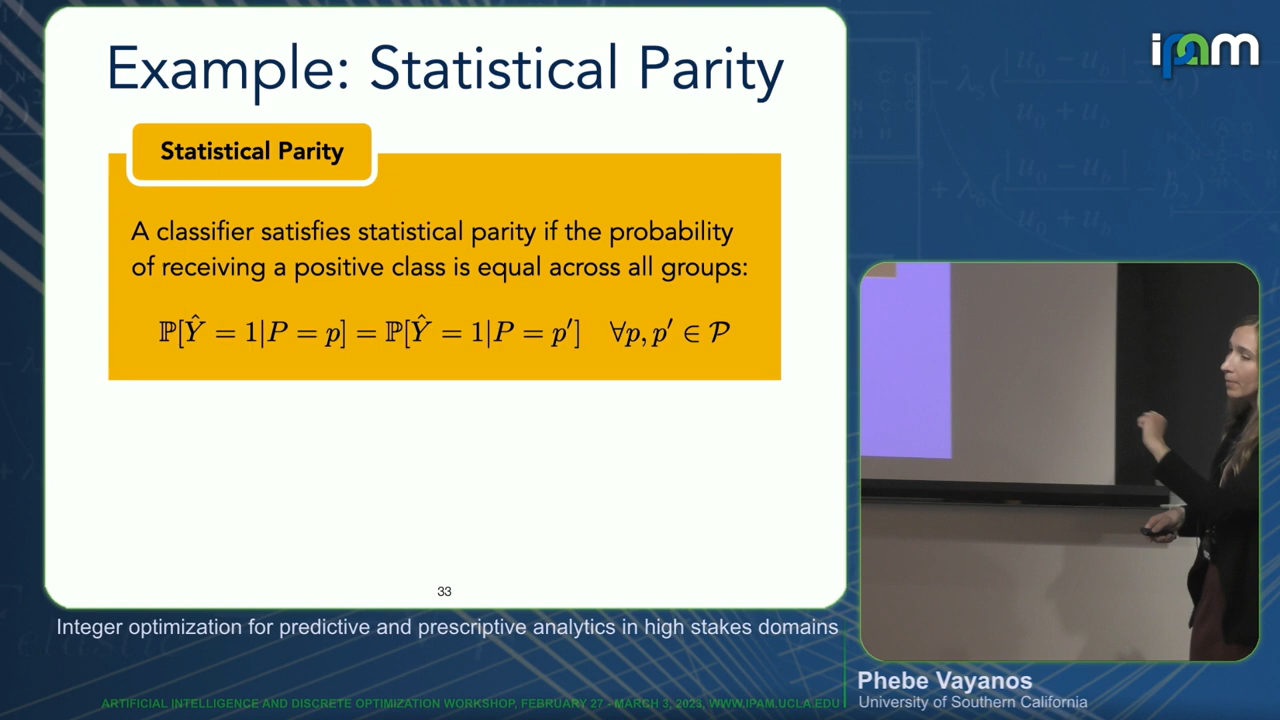 Example: Statistical Parity
Statistical Parity
A classifier satisfies statistical parity if the probability
of receiving a positive class is equal across all groups:
ℙ[Ŷ = 1|P = p] = ℙ[Ŷ = 1|P = p′] ∀p, p′ ∈ 𝒫
33
ipam
Integer optimization for predictive and prescriptive analytics in high stakes domains
Phebe Vayanos
University of Southern California
ARTIFICIAL INTELLIGENCE AND DISCRETE OPTIMIZATION WORKSHOP, FEBRUARY 27 - MARCH 3, 2023, WWW.IPAM.UCLA.EDU